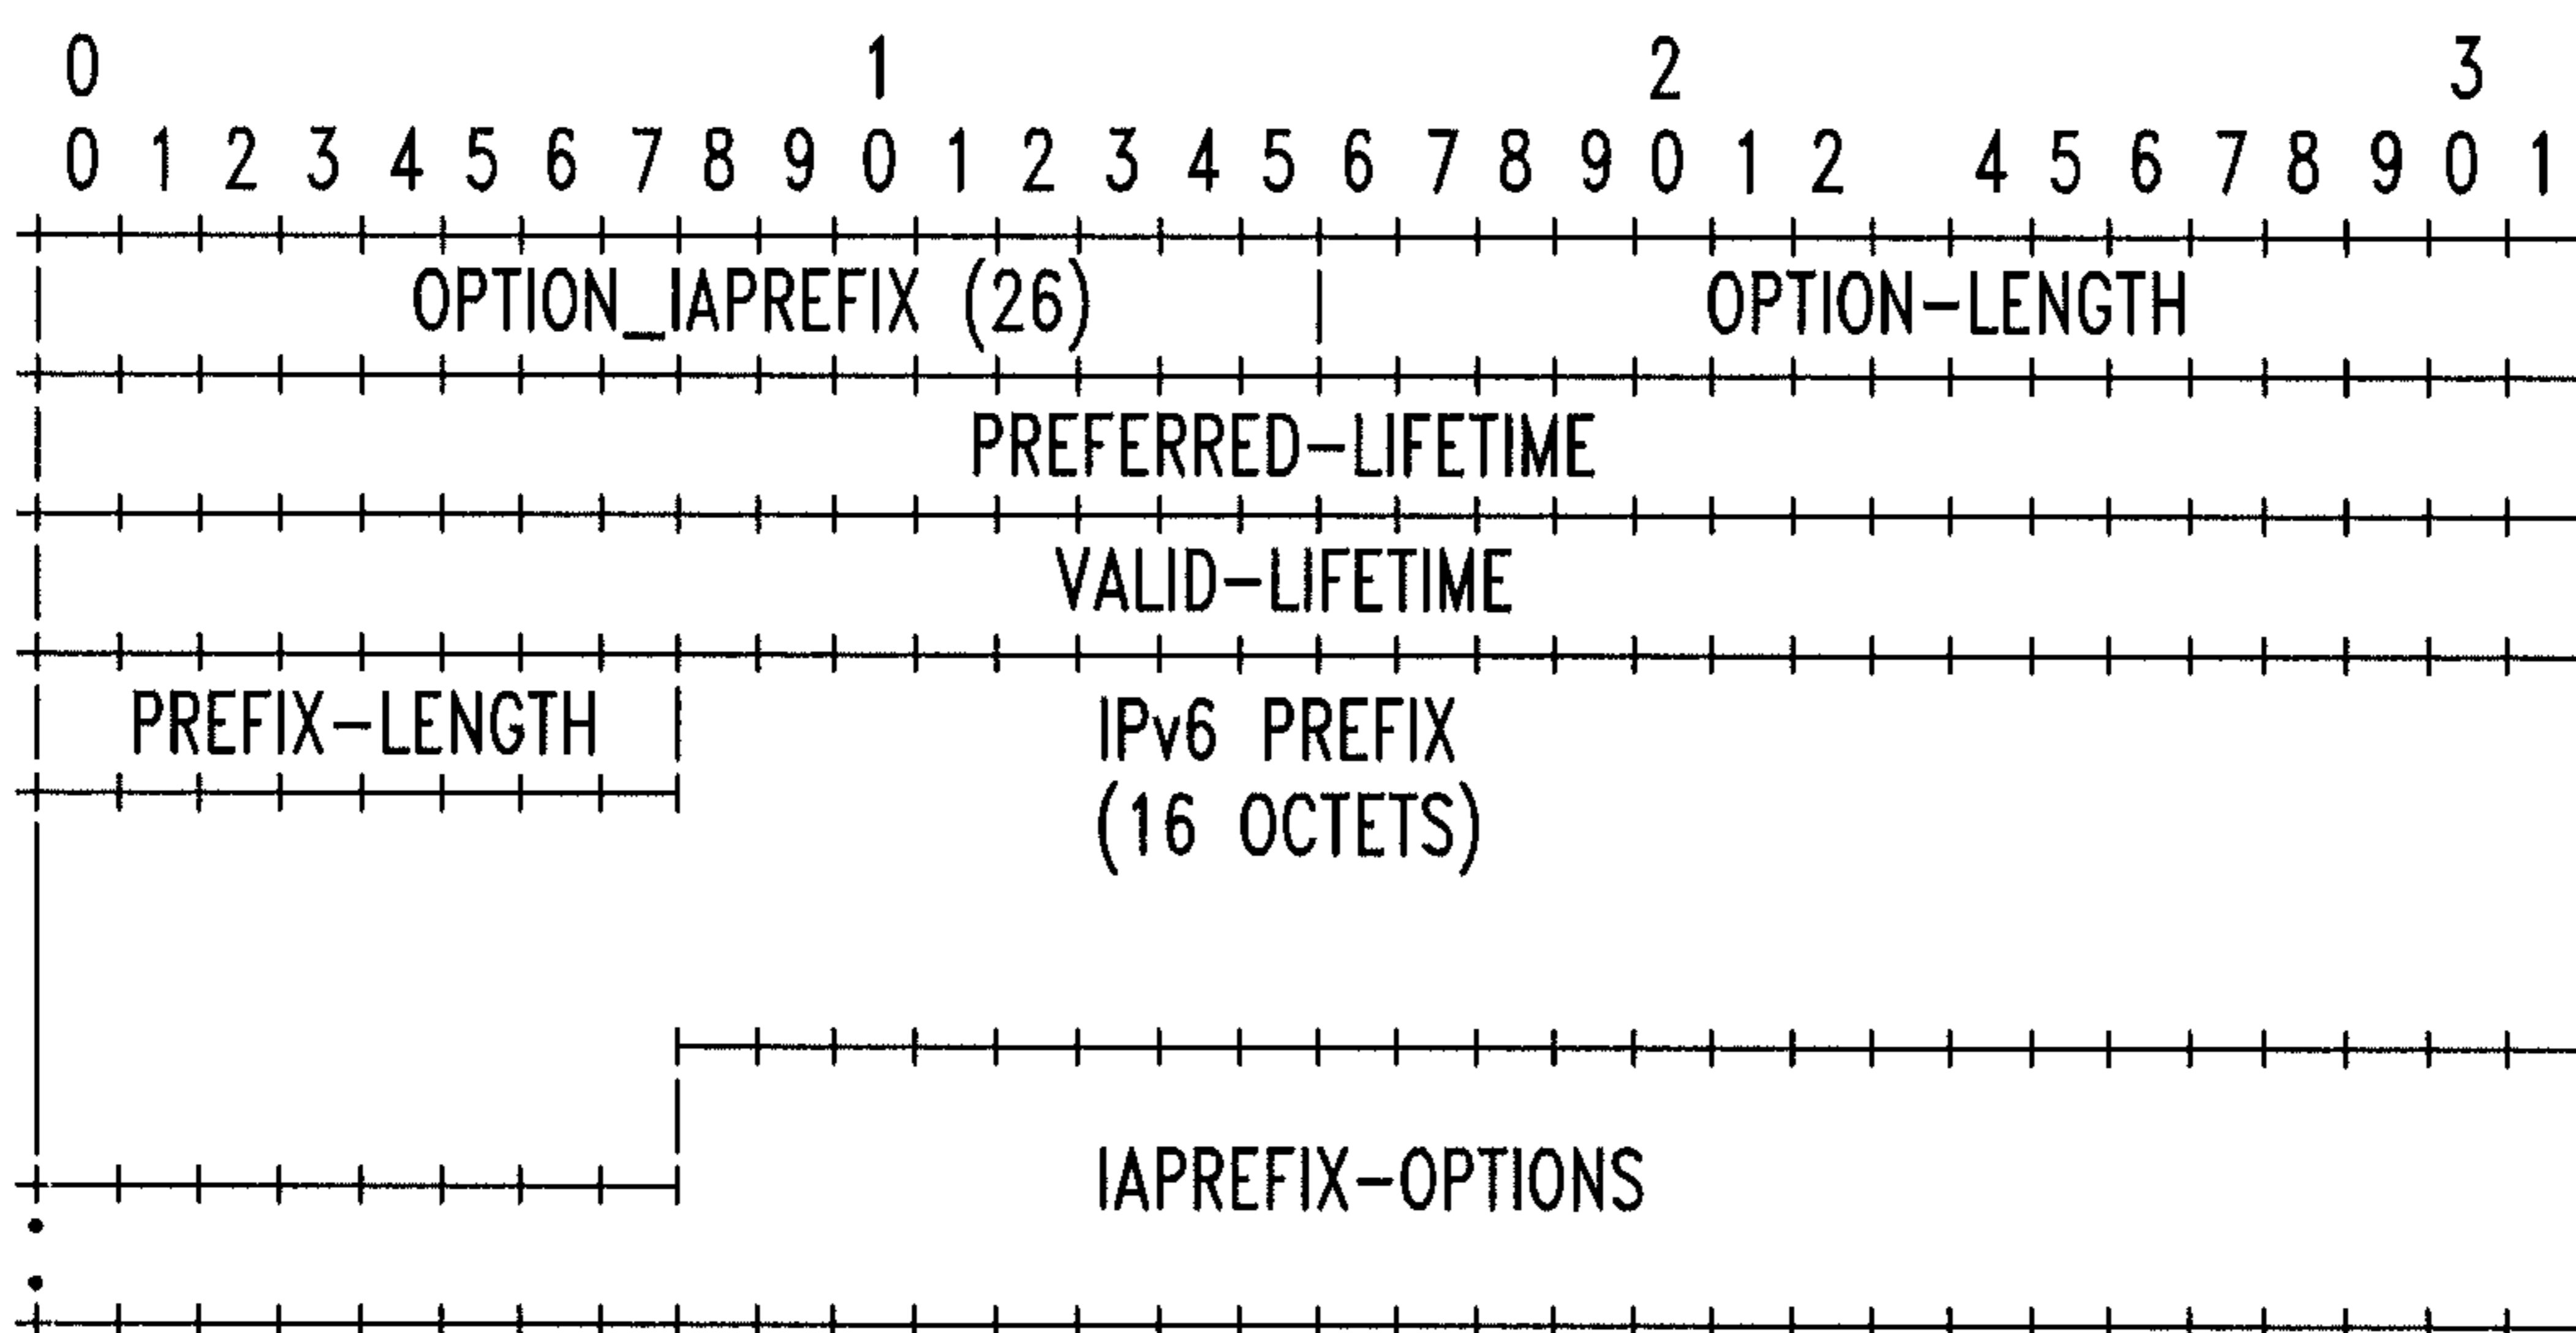 0 1 2 3
0 1 2 3 4 5 6 7 8 9 0 1 2 3 4 5 6 7 8 9 0 1 2 4 5 6 7 8 9 0 1
OPTION_IAPREFIX (26) OPTION-LENGTH
PREFERRED-LIFETIME
VALID-LIFETIME
PREFIX-LENGTH IPv6 PREFIX
(16 OCTETS)
IAPREFIX-OPTIONS